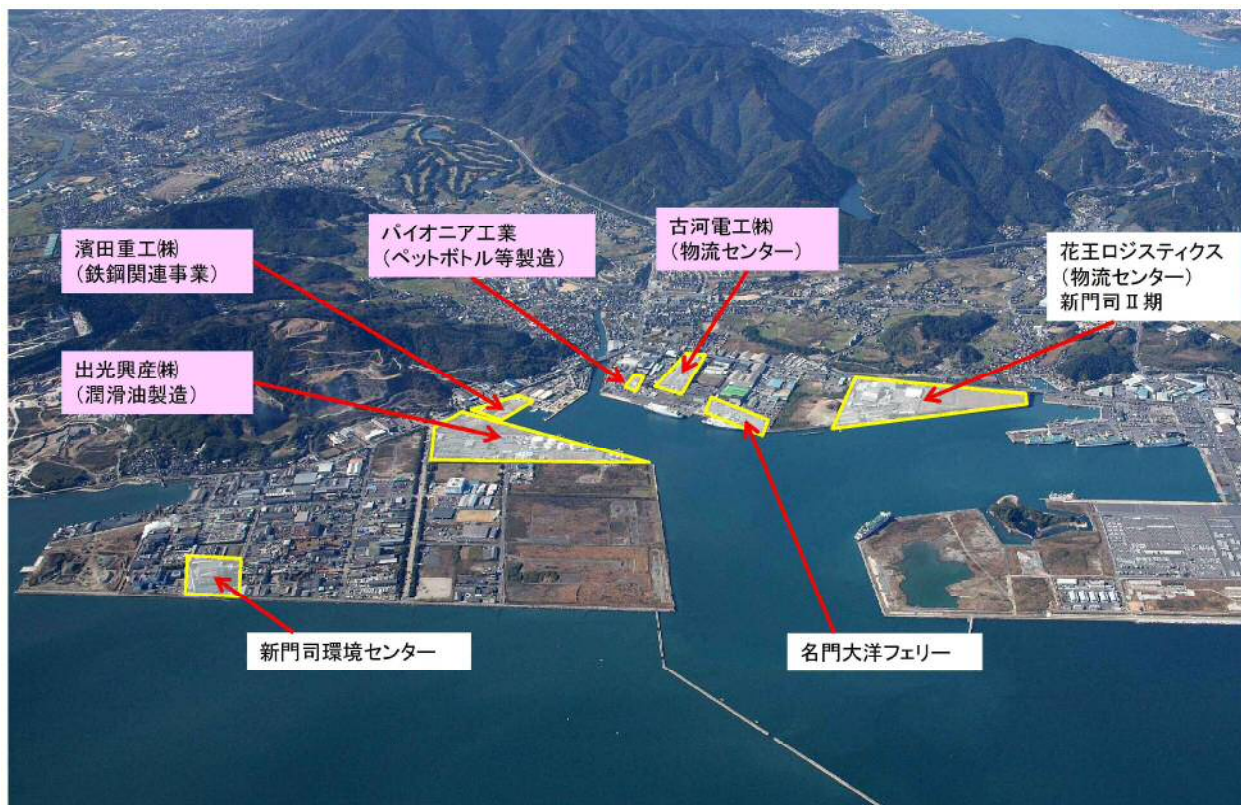 古河電工㈱
(物流センター)
パイオニア工業
(ペットボトル等製造)
濱田重工㈱
(鉄鋼関連事業)
花王ロジスティクス
(物流センター)
新門司Ⅱ期
出光興産㈱
(潤滑油製造)
新門司環境センター
名門大洋フェリー